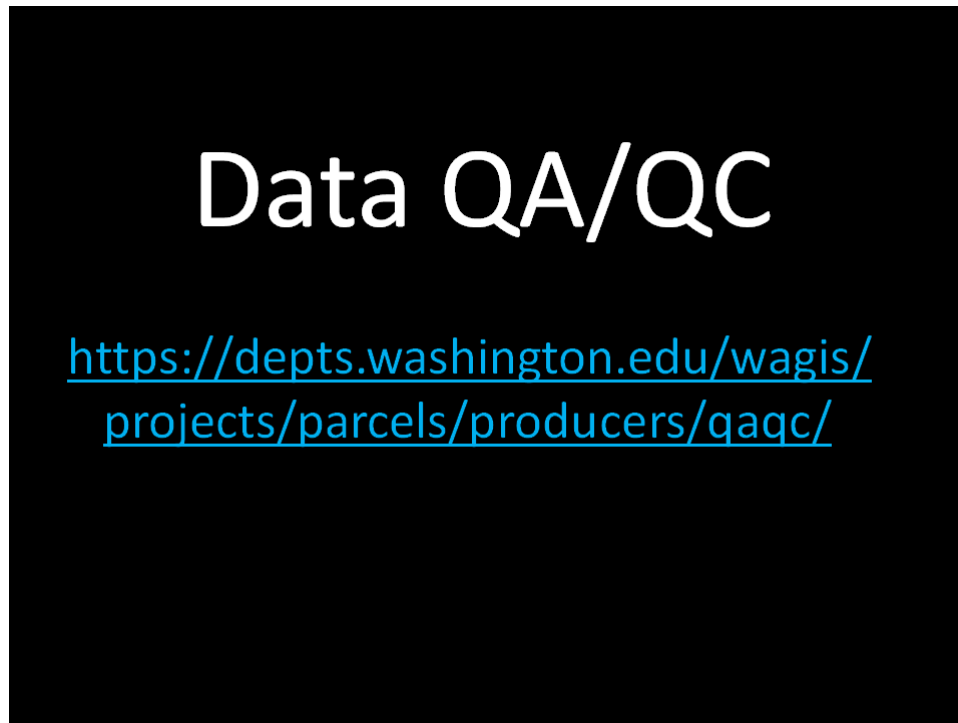 Data QA/QC
https://depts.washington.edu/wagis/
projects/parcels/producers/qaqc/